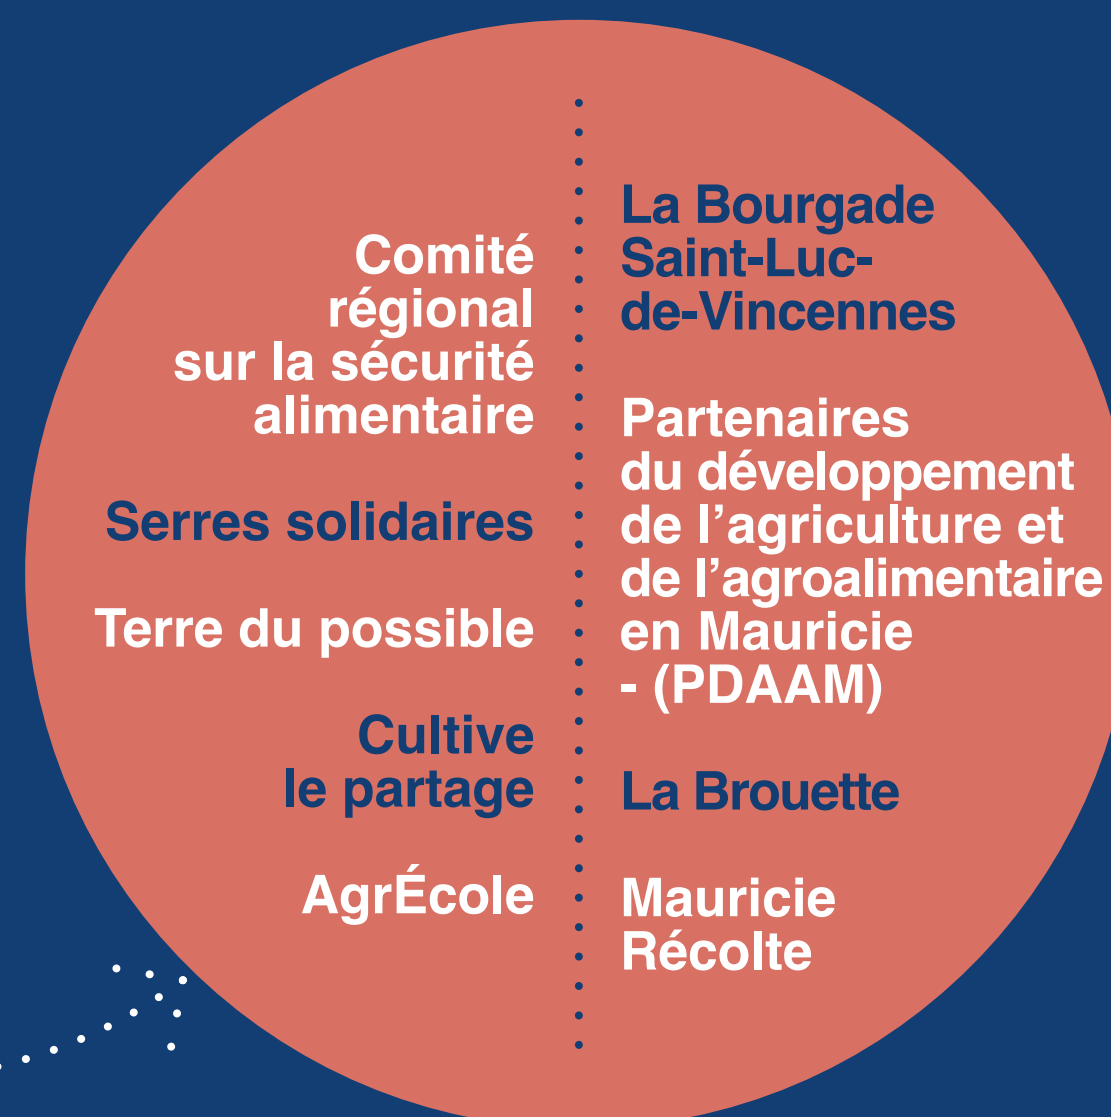 Comité
régional
sur la sécurité
alimentaire
Serres solidaires
Terre du possible
Cultive
le partage
AgrÉcole
La Bourgade
Saint-Luc-
de-Vincennes
Partenaires
du développement
de l’agriculture et
de l’agroalimentaire
en Mauricie
- (PDAAM)
La Brouette
Mauricie
Récolte